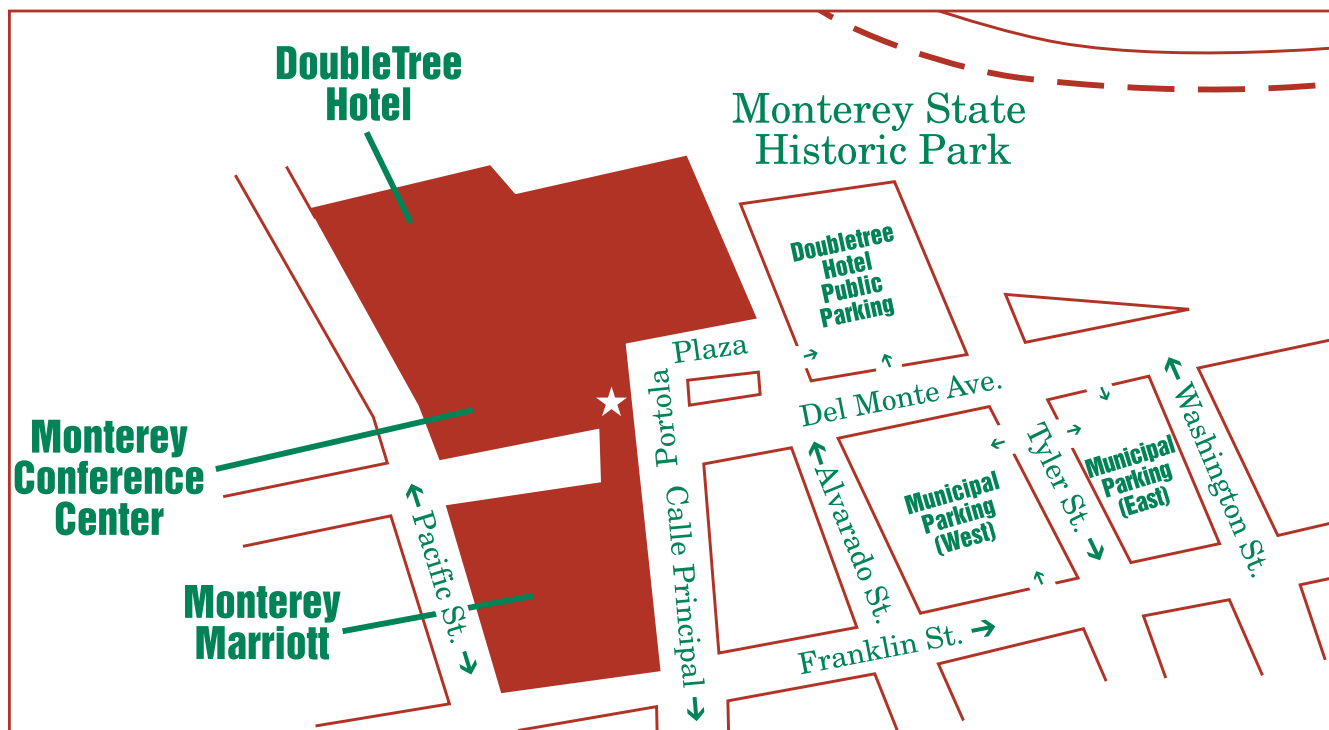 DoubleTree
Hotel
Monterey State
Historic Park
Doubletree
Hotel
Public
Parking
Plaza
Portola
Del Monte Ave.
Monterey
Conference
Center
Municipal
Parking
(West)
Municipal
Parking
(East)
Tyler St.
Washington St.
Alvarado St.
Calle Principal
Pacific St.
Monterey
Marriott
Franklin St.